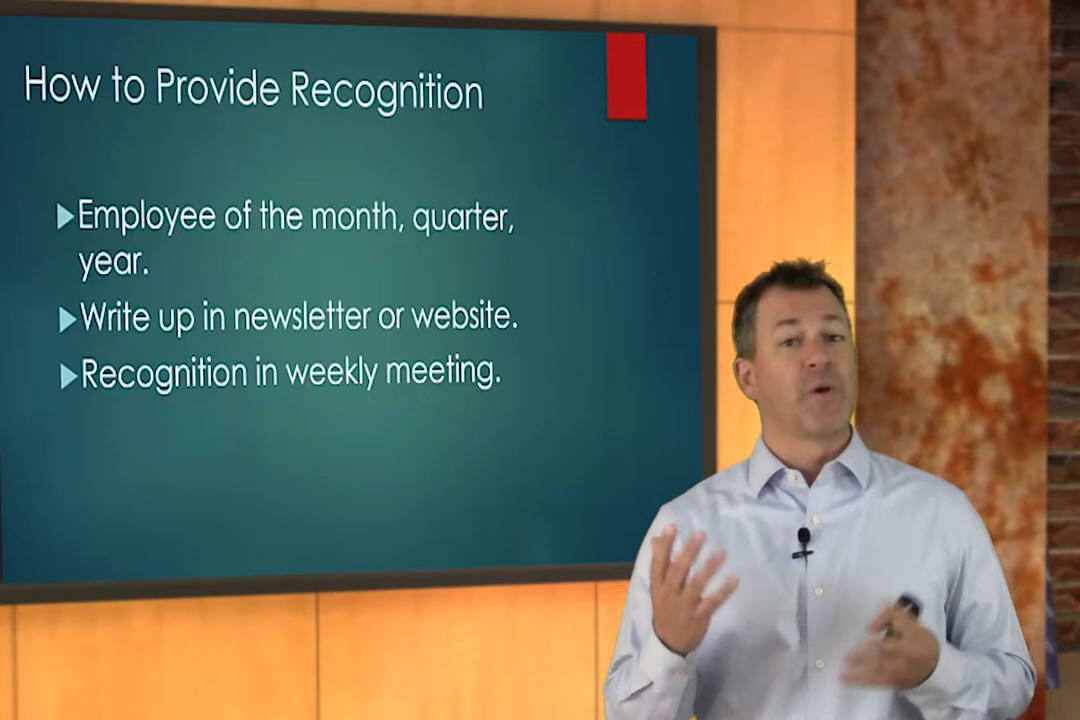 How to Provide Recognition
Employee of the month, quarter,
year.
Write up in newsletter or website.
Recognition in weekly meeting.